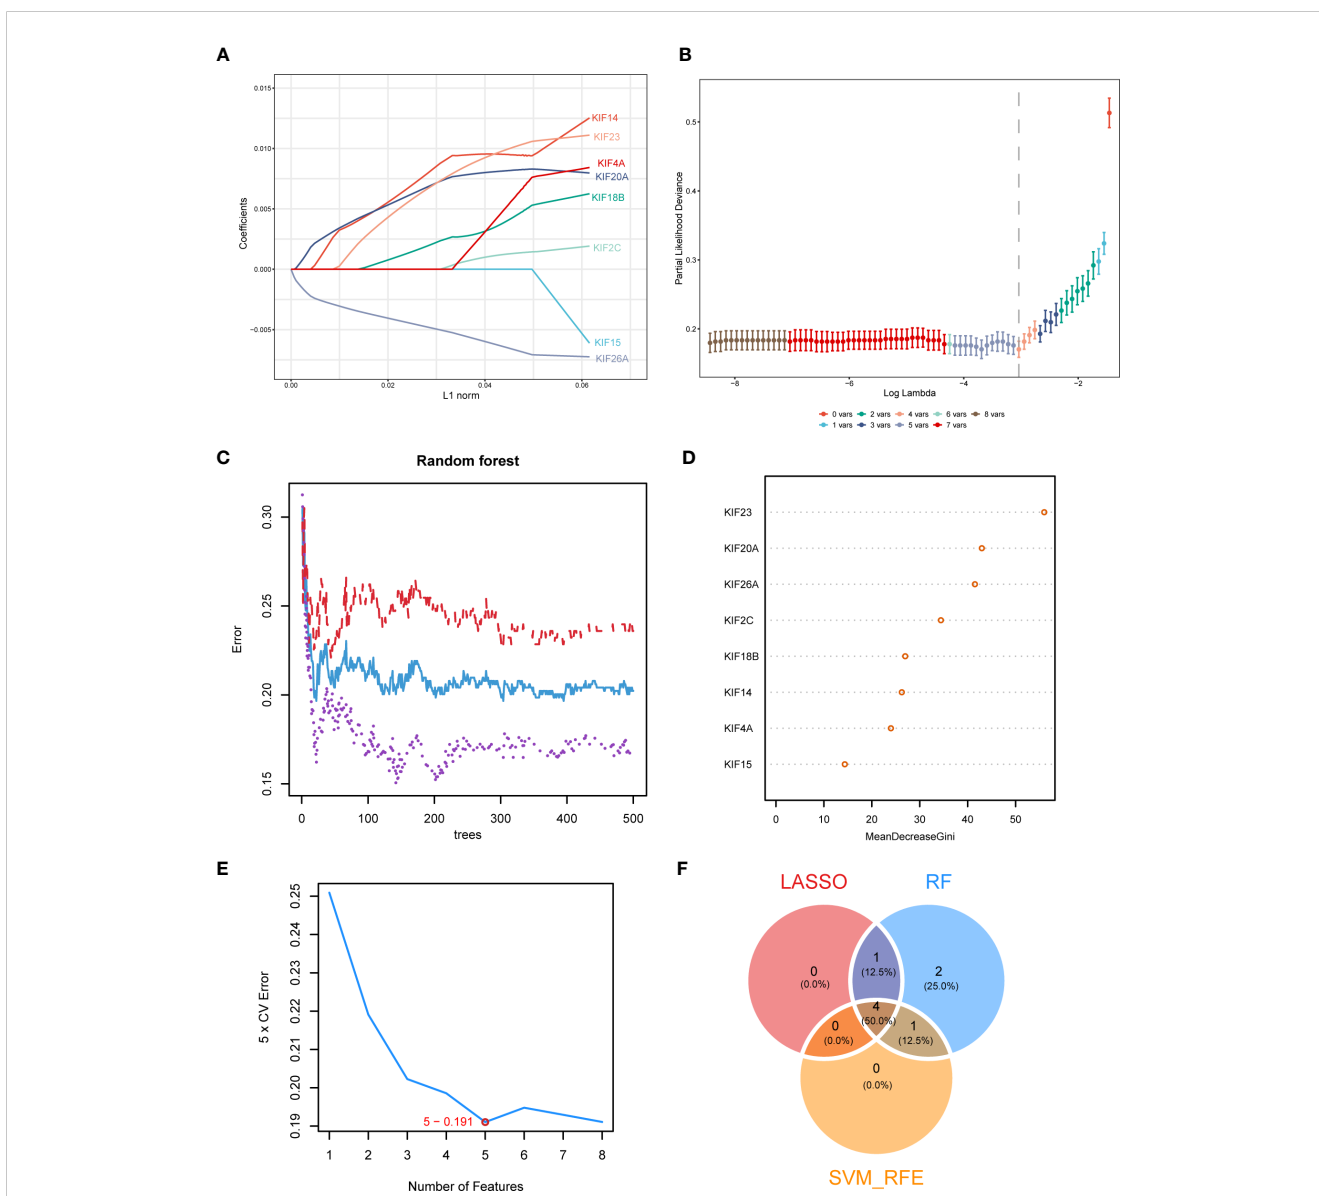 A
0.015
0.010
0.005
0.000
−0.005
Coefficients
KIF14
KIF23
KIF4A
KIF20A
KIF18B
KIF2C
KIF15
KIF26A
0.00
0.02
0.04
0.06
L1 norm
B
0.5
0.4
0.3
0.2
Partial Likelihood Deviance
−8
−6
−4
−2
Log Lambda
0 vars 2 vars 4 vars 6 vars 8 vars
1 vars 3 vars 5 vars 7 vars
C
Random forest
0.30
0.25
0.20
0.15
Error
0
100
200
300
400
500
trees
D
KIF23
KIF20A
KIF26A
KIF2C
KIF18B
KIF14
KIF4A
KIF15
0
10
20
30
40
50
MeanDecreaseGini
E
0.25
0.24
0.23
0.22
0.21
0.20
0.19
5 x CV Error
5 − 0.191
1
2
3
4
5
6
7
8
Number of Features
F
LASSO
RF
0
(0.0%)
1
(12.5%)
2
(25.0%)
4
(50.0%)
0
(0.0%)
1
(12.5%)
0
(0.0%)
SVM_RFE